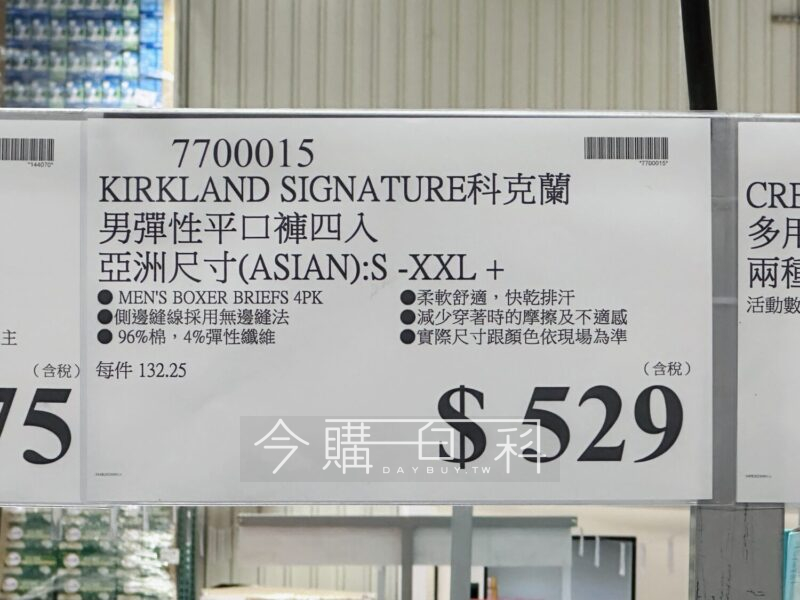 7700015
*7700015*
KIRKLAND SIGNATURE科克蘭
男彈性平口褲四入
亞洲尺寸(ASIAN):S -XXL +
● MEN'S BOXER BRIEFS 4PK
●側邊縫線採用無邊縫法
● 96%棉，4%彈性纖維
●柔軟舒適，快乾排汗
●減少穿著時的摩擦及不適感
●實際尺寸跟顏色依現場為準
每件 132.25
(含稅)
$ 529
今購百科
DAYBUY.TW
*144070*
主
(含稅)
75
CRE
多用
兩種
活動數